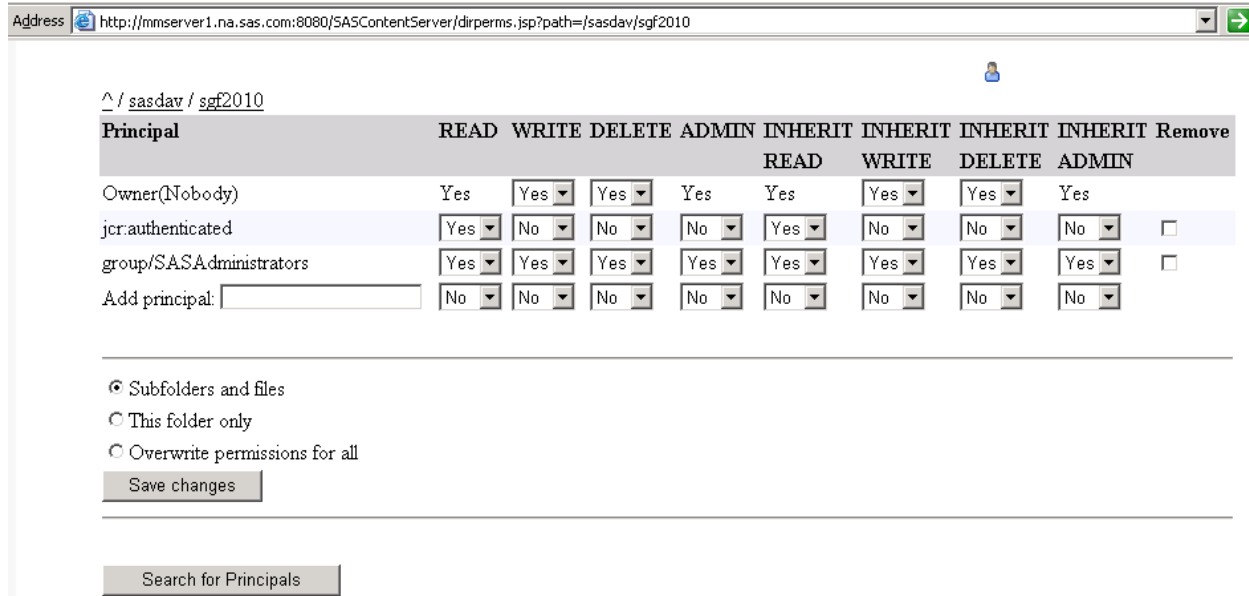 Address http://mmserver1.na.sas.com:8080/SASContentServer/dirperms.jsp?path=/sasdav/sgf2010
^ / sasdav / sgf2010
Principal READ WRITE DELETE ADMIN INHERIT INHERIT INHERIT INHERIT Remove
READ WRITE DELETE ADMIN
Owner(Nobody) Yes Yes Yes Yes Yes Yes Yes Yes
jcr:authenticated Yes No No No Yes No No No
group/SASAdministrators Yes Yes Yes Yes Yes Yes Yes Yes
Add principal: No No No No No No No No
Subfolders and files
This folder only
Overwrite permissions for all
Save changes
Search for Principals